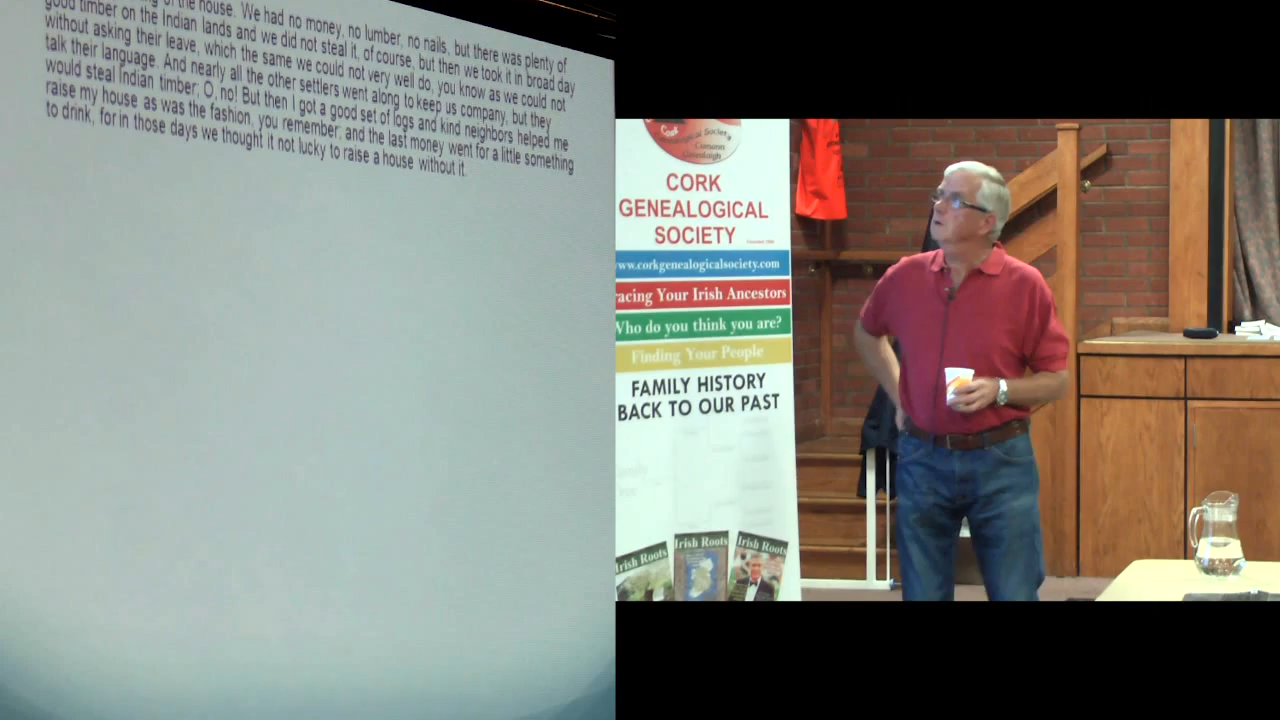 of the house. We had no money, no lumber, no nails, but there was plenty of
good timber on the Indian lands and we did not steal it, of course, but then we took it in broad day
without asking their leave, which the same we could not very well do, you know as we could not
talk their language. And nearly all the other settlers went along to keep us company, but they
would steal Indian timber; O, no! But then I got a good set of logs and kind neighbors helped me
raise my house as was the fashion, you remember; and the last money went for a little something
to drink, for in those days we thought it not lucky to raise a house without it.
Cork
Genealogical Society
Cumann
CORK
GENEALOGICAL
SOCIETY
www.corkgenealogicalsociety.com
racing Your Irish Ancestors
Who do you think you are?
Finding Your People
FAMILY HISTORY
BACK TO OUR PAST
Irish Roots
Irish Roots
Irish Roots